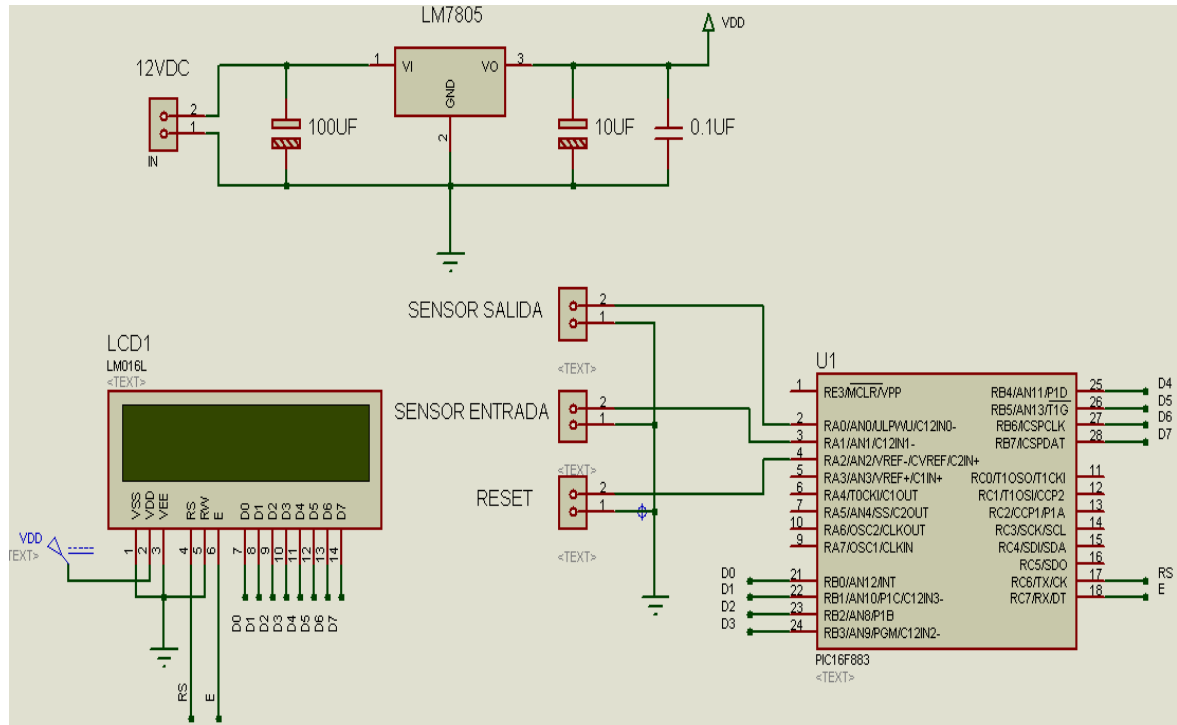 LM7805
12VDC
2
1
IN
1
VI
VO
3
GND
2
VDD
100UF
10UF
0.1UF
SENSOR SALIDA
2
1
<TEXT>
SENSOR ENTRADA
2
1
<TEXT>
RESET
2
1
<TEXT>
LCD1
LM016L
<TEXT>
VSS
VDD
VEE
RS
RW
E
D0
D1
D2
D3
D4
D5
D6
D7
1
2
3
4
5
6
7
8
9
10
11
12
13
14
VDD
TEXT>
RS
E
D0
D1
D2
D3
D4
D5
D6
D7
U1
1 RE3/MCLR/VPP
2 RA0/AN0/ULPWU/C12IN0-
3 RA1/AN1/C12IN1-
4 RA2/AN2/VREF-/CVREF/C2IN+
5 RA3/AN3/VREF+/C1IN+
6 RA4/T0CKI/C1OUT
7 RA5/AN4/SS/C2OUT
10 RA6/OSC2/CLKOUT
9 RA7/OSC1/CLKIN
D0 21 RB0/AN12/INT
D1 22 RB1/AN10/P1C/C12IN3-
D2 23 RB2/AN8/P1B
D3 24 RB3/AN9/PGM/C12IN2-
RB4/AN11/P1D 25 D4
RB5/AN13/T1G 26 D5
RB6/ICSPCLK 27 D6
RB7/ICSPDAT 28 D7
RC0/T1OSO/T1CKI 11
RC1/T1OSI/CCP2 12
RC2/CCP1/P1A 13
RC3/SCK/SCL 14
RC4/SDI/SDA 15
RC5/SDO 16
RC6/TX/CK 17 RS
RC7/RX/DT 18 E
PIC16F883
<TEXT>